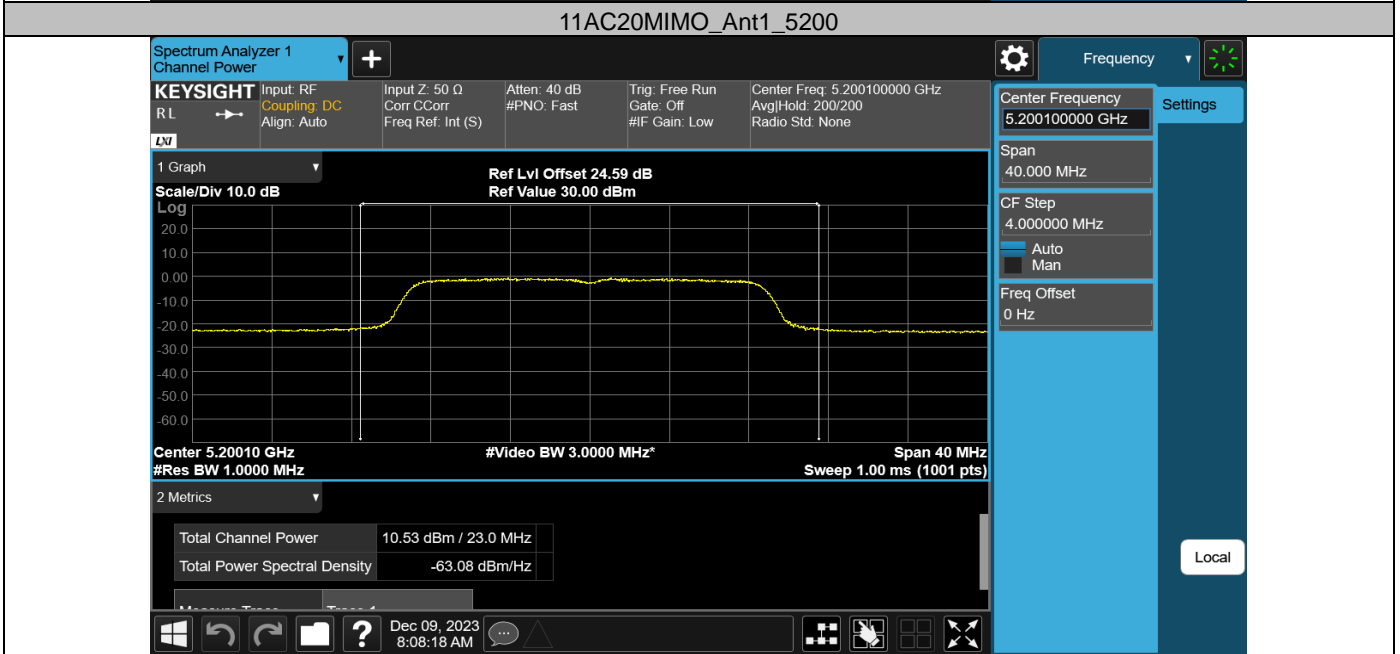 11AC20MIMO_Ant1_5200
Spectrum Analyzer 1
Channel Power
Frequency
KEYSIGHT
RL
LXI
Input: RF
Coupling: DC
Align: Auto
Input Z: 50 Ω
Corr CCorr
Freq Ref: Int (S)
Atten: 40 dB
#PNO: Fast
Trig: Free Run
Gate: Off
#IF Gain: Low
Center Freq: 5.200100000 GHz
Avg|Hold: 200/200
Radio Std: None
Center Frequency
5.200100000 GHz
Settings
Span
40.000 MHz
CF Step
4.000000 MHz
Auto
Man
Freq Offset
0 Hz
1 Graph
Scale/Div 10.0 dB
Ref Lvl Offset 24.59 dB
Ref Value 30.00 dBm
Log
20.0
10.0
0.00
-10.0
-20.0
-30.0
-40.0
-50.0
-60.0
Center 5.20010 GHz
#Video BW 3.0000 MHz*
Span 40 MHz
#Res BW 1.0000 MHz
Sweep 1.00 ms (1001 pts)
2 Metrics
Total Channel Power 10.53 dBm / 23.0 MHz
Total Power Spectral Density -63.08 dBm/Hz
Measure Trace Trace 1
Local
Dec 09, 2023
8:08:18 AM